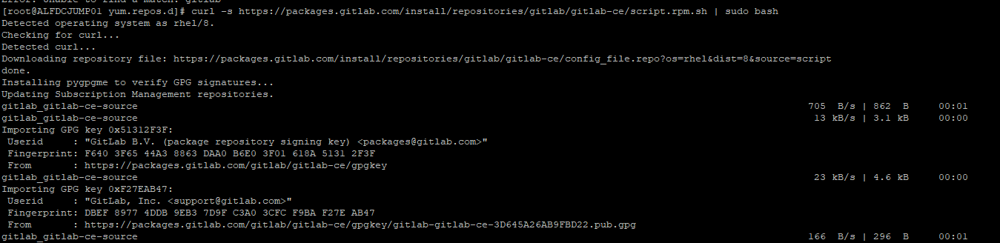 Error: Unable to find a match: gitlab
[root@ALFDCJUMP01 yum.repos.d]# curl -s https://packages.gitlab.com/install/repositories/gitlab/gitlab-ce/script.rpm.sh | sudo bash
Detected operating system as rhel/8.
Checking for curl...
Detected curl...
Downloading repository file: https://packages.gitlab.com/install/repositories/gitlab/gitlab-ce/config_file.repo?os=rhel&dist=8&source=script
done.
Installing pygpgme to verify GPG signatures...
Updating Subscription Management repositories.
gitlab_gitlab-ce-source 705 B/s | 862 B 00:01
gitlab_gitlab-ce-source 13 kB/s | 3.1 kB 00:00
Importing GPG key 0x51312F3F:
Userid : "GitLab B.V. (package repository signing key) <packages@gitlab.com>"
Fingerprint: F640 3F65 44A3 8863 DAA0 B6E0 3F01 618A 5131 2F3F
From : https://packages.gitlab.com/gitlab/gitlab-ce/gpgkey
gitlab_gitlab-ce-source 23 kB/s | 4.6 kB 00:00
Importing GPG key 0xF27EAB47:
Userid : "GitLab, Inc. <support@gitlab.com>"
Fingerprint: DBEF 8977 4DDB 9EB3 7D9F C3A0 3CFC F9BA F27E AB47
From : https://packages.gitlab.com/gitlab/gitlab-ce/gpgkey/gitlab-gitlab-ce-3D645A26AB9FBD22.pub.gpg
gitlab_gitlab-ce-source 166 B/s | 296 B 00:01